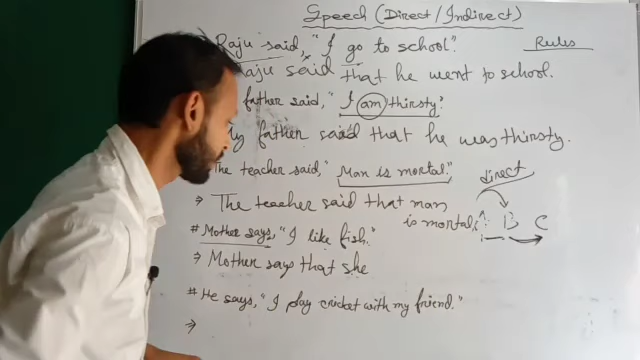 Speech (Direct/Indirect)
Raju said, "I go to school".
Rules
Raju said that he went to school.
father said, "I am thirsty".
My father said that he was thirsty.
The teacher said, "Man is mortal".
direct
⇒ The teacher said that man
is mortal.
B C
# Mother says, "I like fish."
⇒ Mother says that she
# He says, "I play cricket with my friend."
⇒